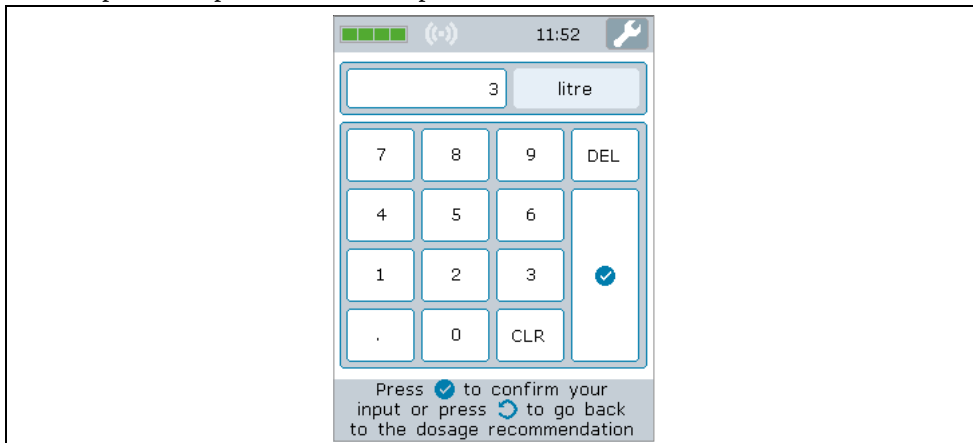 11:52
3 litre
7 8 9 DEL
4 5 6
1 2 3
. 0 CLR
Press to confirm your
input or press to go back
to the dosage recommendation